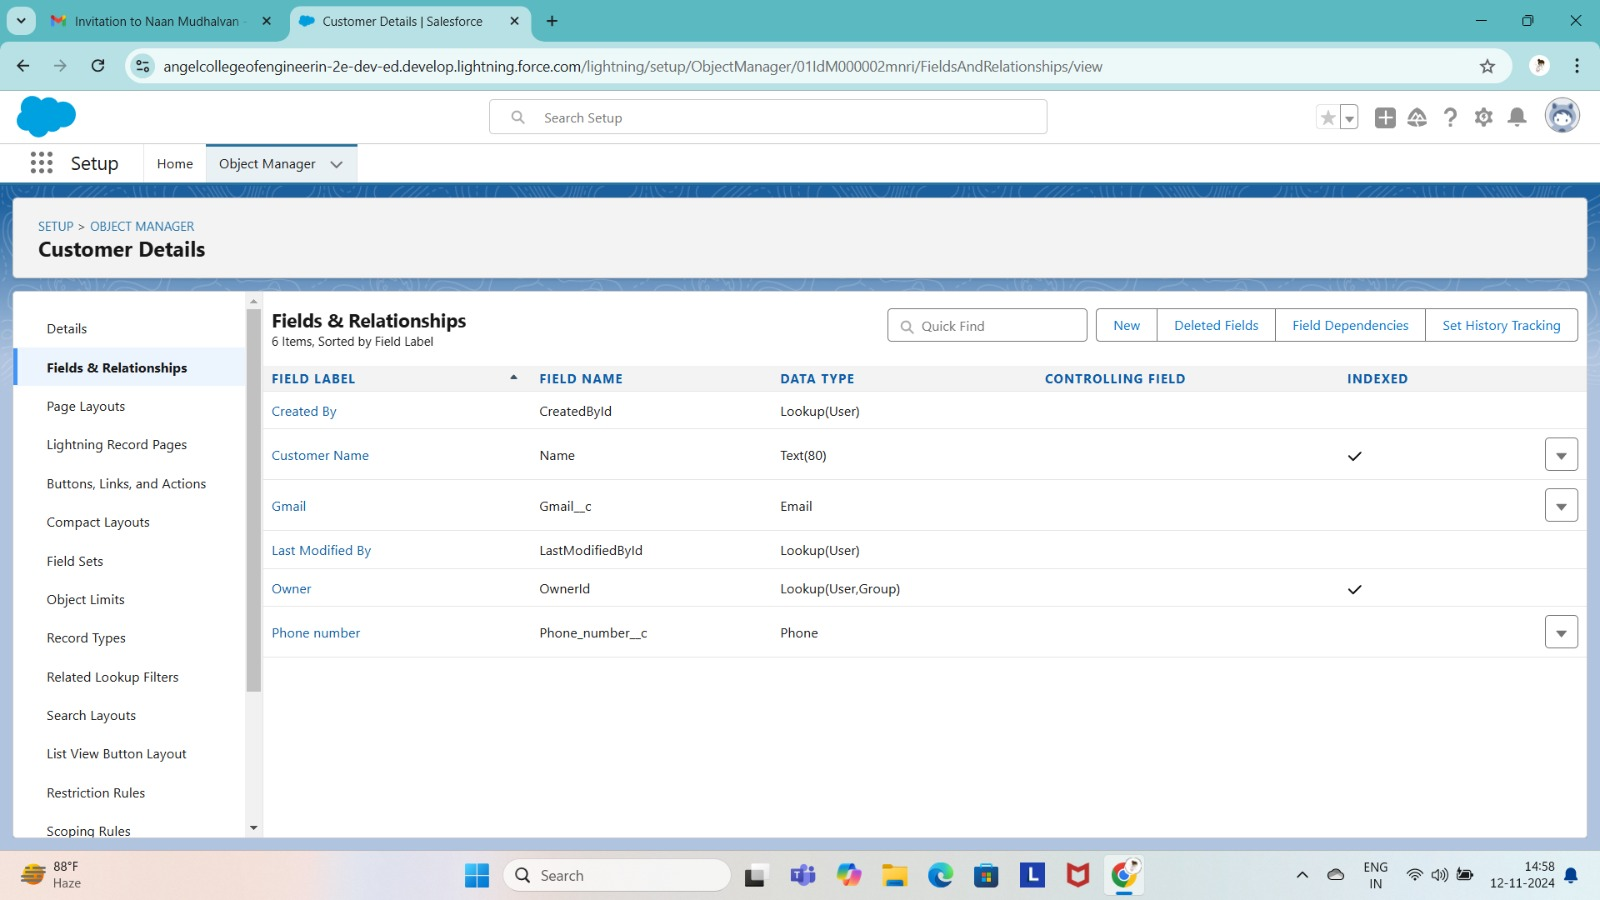 Invitation to Naan Mudhalvan
Customer Details | Salesforce
angelcollegeofengineerin-2e-dev-ed.develop.lightning.force.com/lightning/setup/ObjectManager/01IdM000002mnri/FieldsAndRelationships/view
Search Setup
Setup
Home
Object Manager
SETUP > OBJECT MANAGER
Customer Details
Details
Fields & Relationships
Page Layouts
Lightning Record Pages
Buttons, Links, and Actions
Compact Layouts
Field Sets
Object Limits
Record Types
Related Lookup Filters
Search Layouts
List View Button Layout
Restriction Rules
Scoping Rules
Fields & Relationships
6 Items, Sorted by Field Label
Quick Find
New
Deleted Fields
Field Dependencies
Set History Tracking
FIELD LABEL FIELD NAME DATA TYPE CONTROLLING FIELD INDEXED
Created By CreatedById Lookup(User)
Customer Name Name Text(80)
Gmail Gmail__c Email
Last Modified By LastModifiedById Lookup(User)
Owner OwnerId Lookup(User,Group)
Phone number Phone_number__c Phone
88°F
Haze
Search
ENG
IN
14:58
12-11-2024